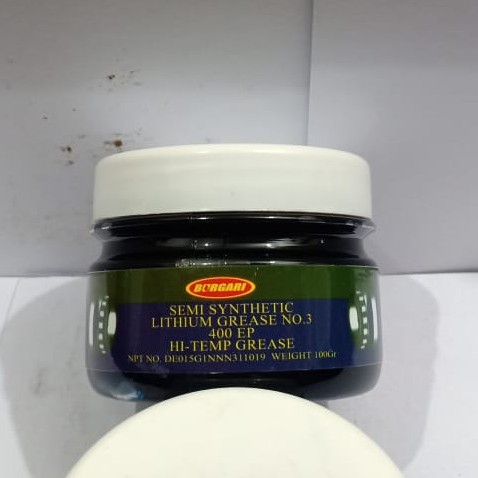 BURGARI
SEMI SYNTHETIC
LITHIUM GREASE NO.3
400 EP
HI-TEMP GREASE
NPT NO. DE015G1NNN311019 WEIGHT 100Gr